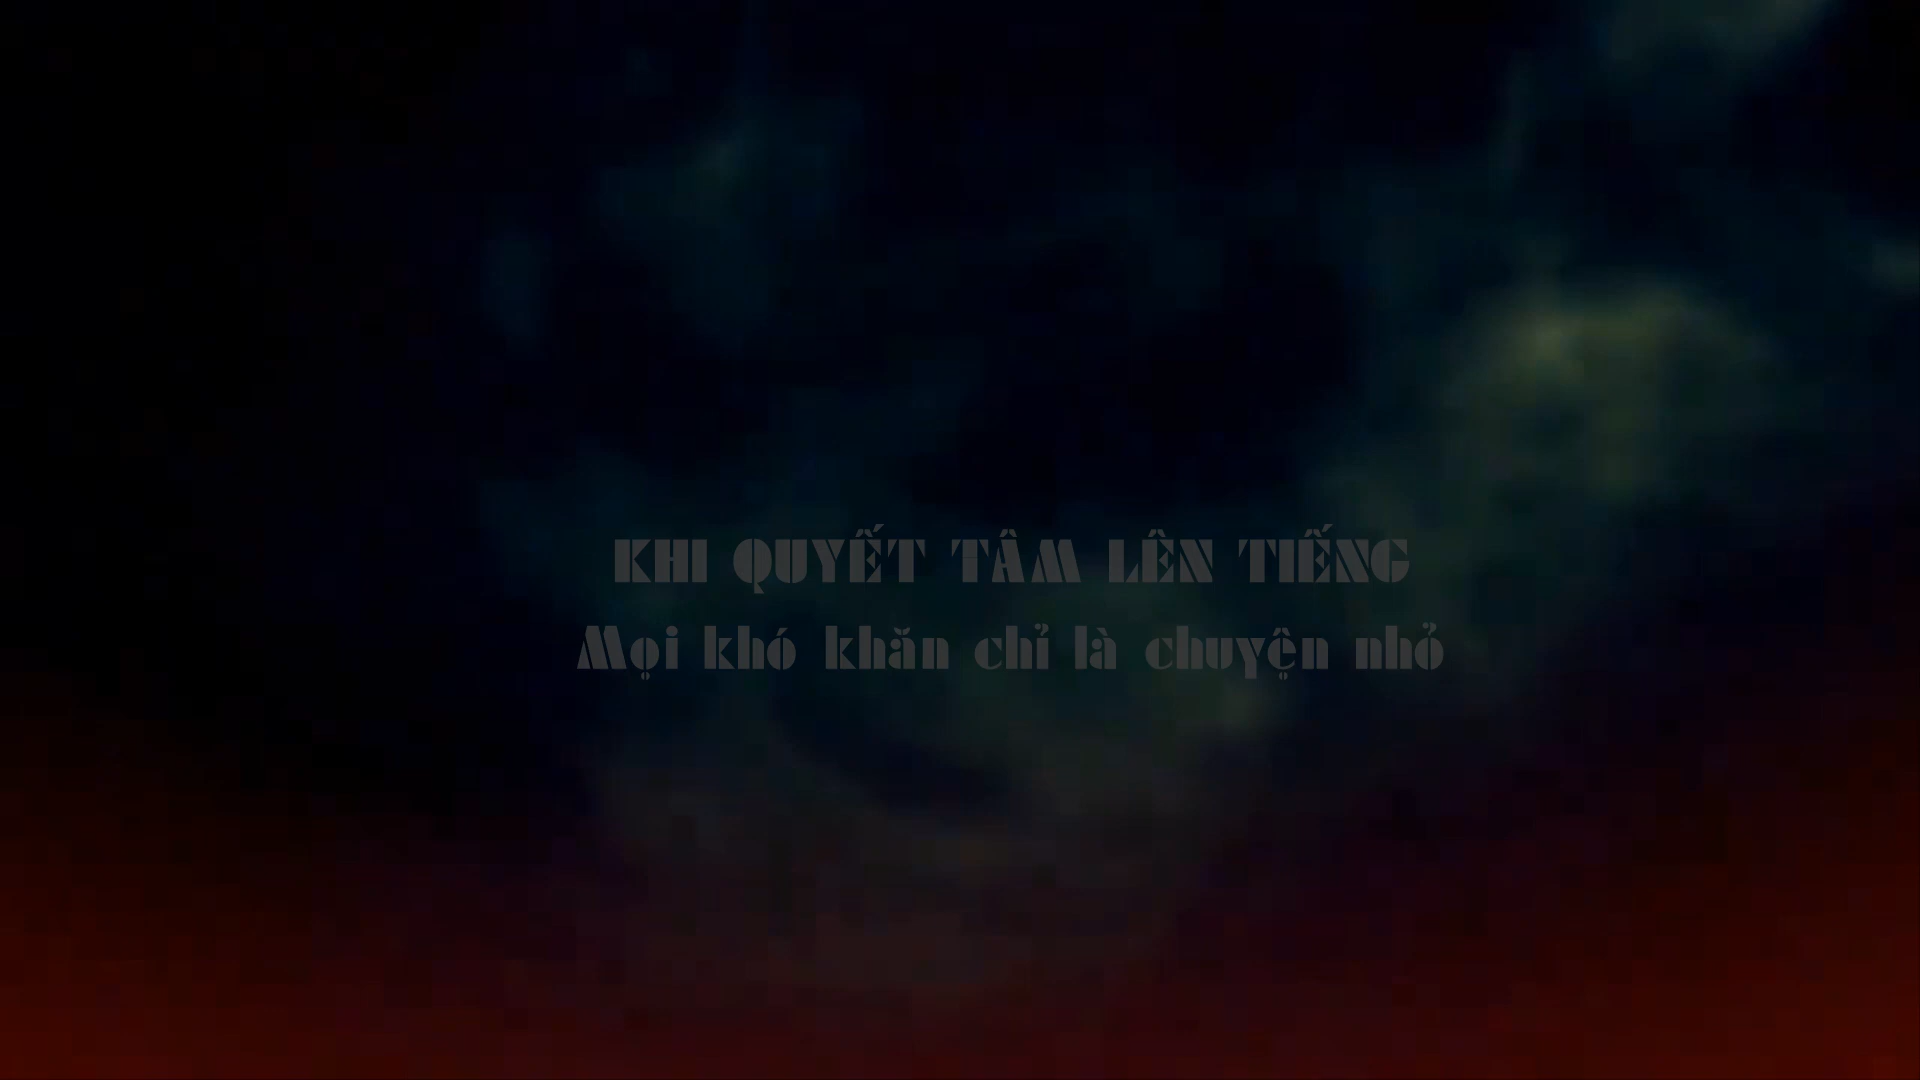 KHI QUYẾT TÂM LÊN TIẾNG
Mọi khó khăn chỉ là chuyện nhỏ